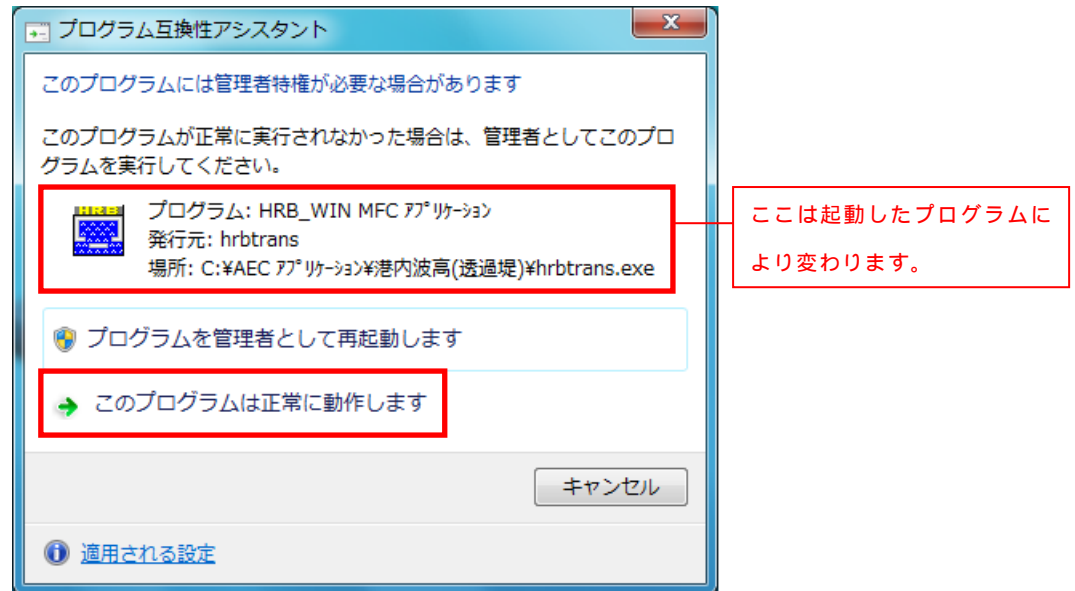 プログラム互換性アシスタント
このプログラムには管理者特権が必要な場合があります
このプログラムが正常に実行されなかった場合は、管理者としてこのプロ
グラムを実行してください。
HRB
プログラム: HRB_WIN MFC ｱﾌﾟﾘｹｰｼｮﾝ
発行元: hrbtrans
場所: C:¥AEC ｱﾌﾟﾘｹｰｼｮﾝ¥港内波高(透過堤)¥hrbtrans.exe
ここは起動したプログラムに
より変わります。
プログラムを管理者として再起動します
このプログラムは正常に動作します
キャンセル
適用される設定